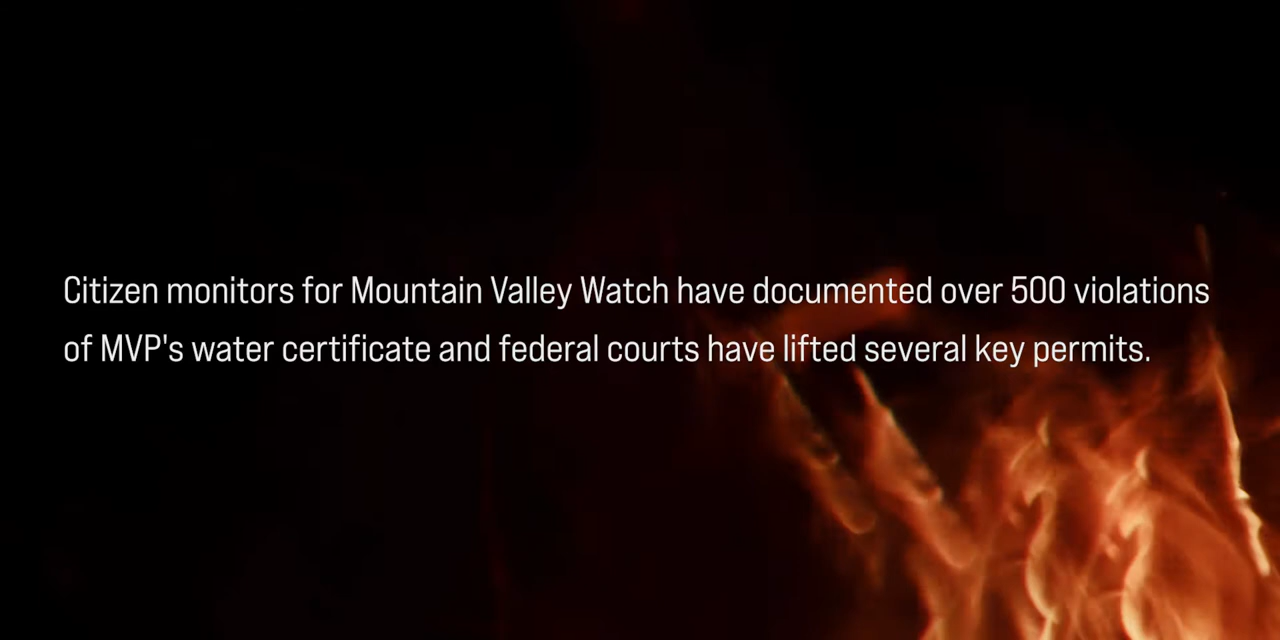 Citizen monitors for Mountain Valley Watch have documented over 500 violations
of MVP's water certificate and federal courts have lifted several key permits.